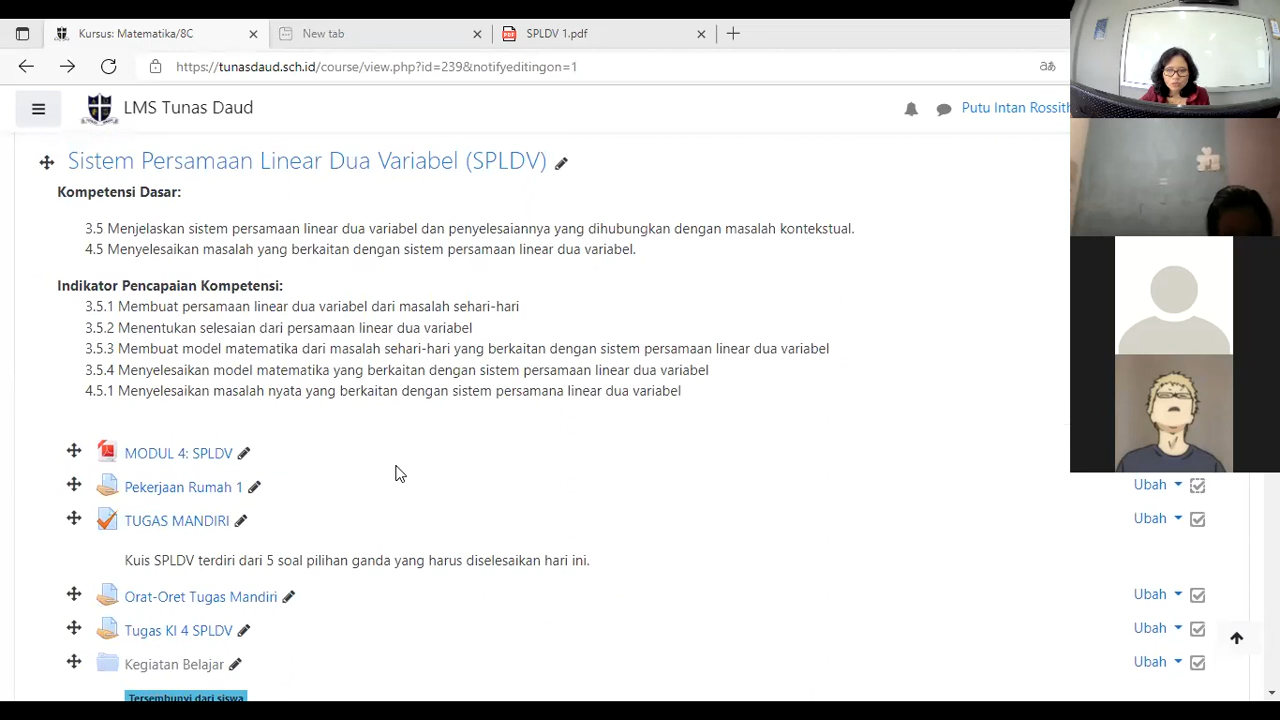 Kursus: Matematika/8C
New tab
SPLDV 1.pdf
https://tunasdaud.sch.id/course/view.php?id=239&notifyeditingon=1
LMS Tunas Daud
Putu Intan Rossith
Sistem Persamaan Linear Dua Variabel (SPLDV)
Kompetensi Dasar:
3.5 Menjelaskan sistem persamaan linear dua variabel dan penyelesaiannya yang dihubungkan dengan masalah kontekstual.
4.5 Menyelesaikan masalah yang berkaitan dengan sistem persamaan linear dua variabel.
Indikator Pencapaian Kompetensi:
3.5.1 Membuat persamaan linear dua variabel dari masalah sehari-hari
3.5.2 Menentukan selesaian dari persamaan linear dua variabel
3.5.3 Membuat model matematika dari masalah sehari-hari yang berkaitan dengan sistem persamaan linear dua variabel
3.5.4 Menyelesaikan model matematika yang berkaitan dengan sistem persamaan linear dua variabel
4.5.1 Menyelesaikan masalah nyata yang berkaitan dengan sistem persamana linear dua variabel
MODUL 4: SPLDV
Pekerjaan Rumah 1 Ubah
TUGAS MANDIRI Ubah
Kuis SPLDV terdiri dari 5 soal pilihan ganda yang harus diselesaikan hari ini.
Orat-Oret Tugas Mandiri Ubah
Tugas KI 4 SPLDV Ubah
Kegiatan Belajar Ubah
Tersembunyi dari siswa